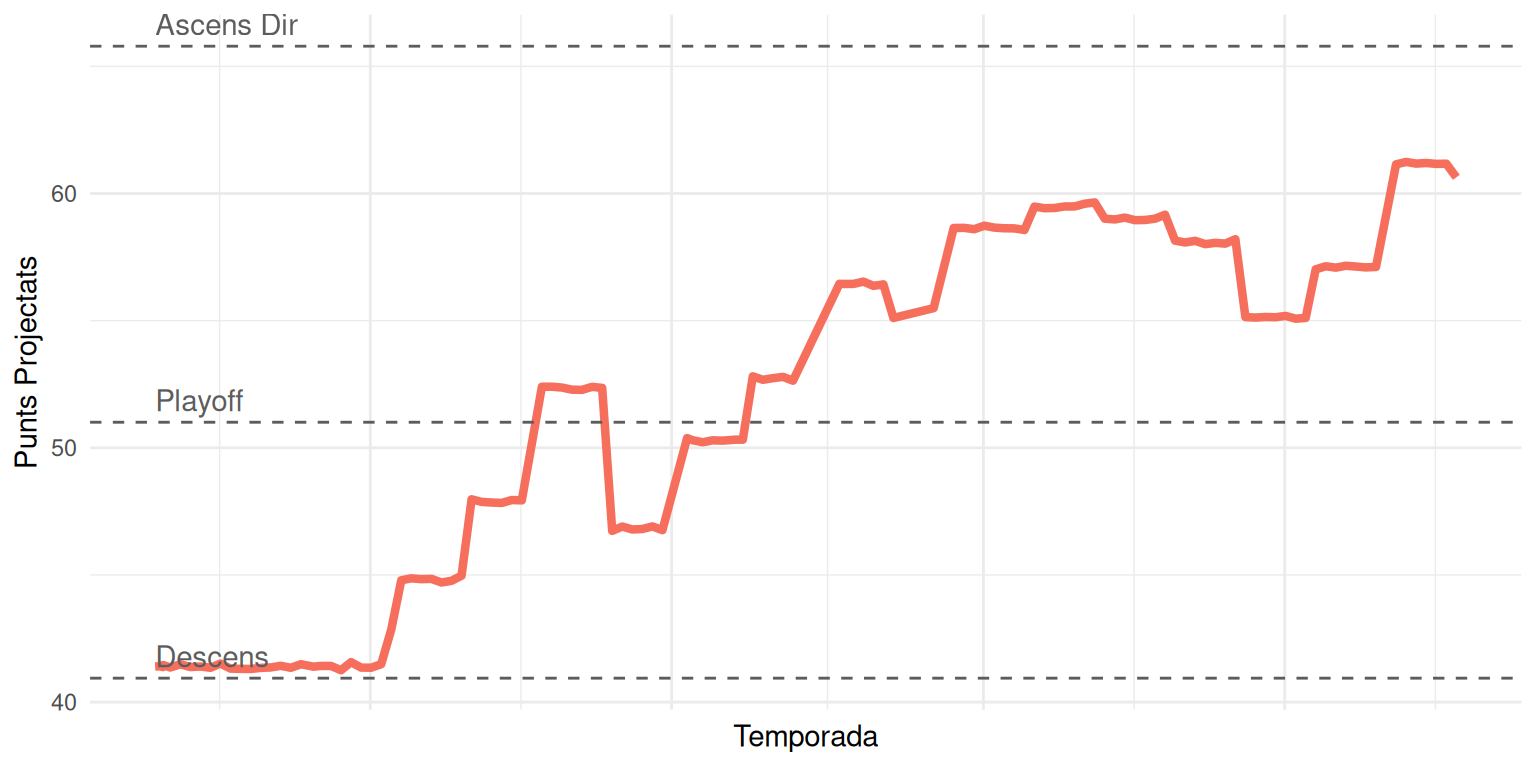 Ascens Dir
60
Punts Projectats
Playoff
50
Descens
40
Temporada